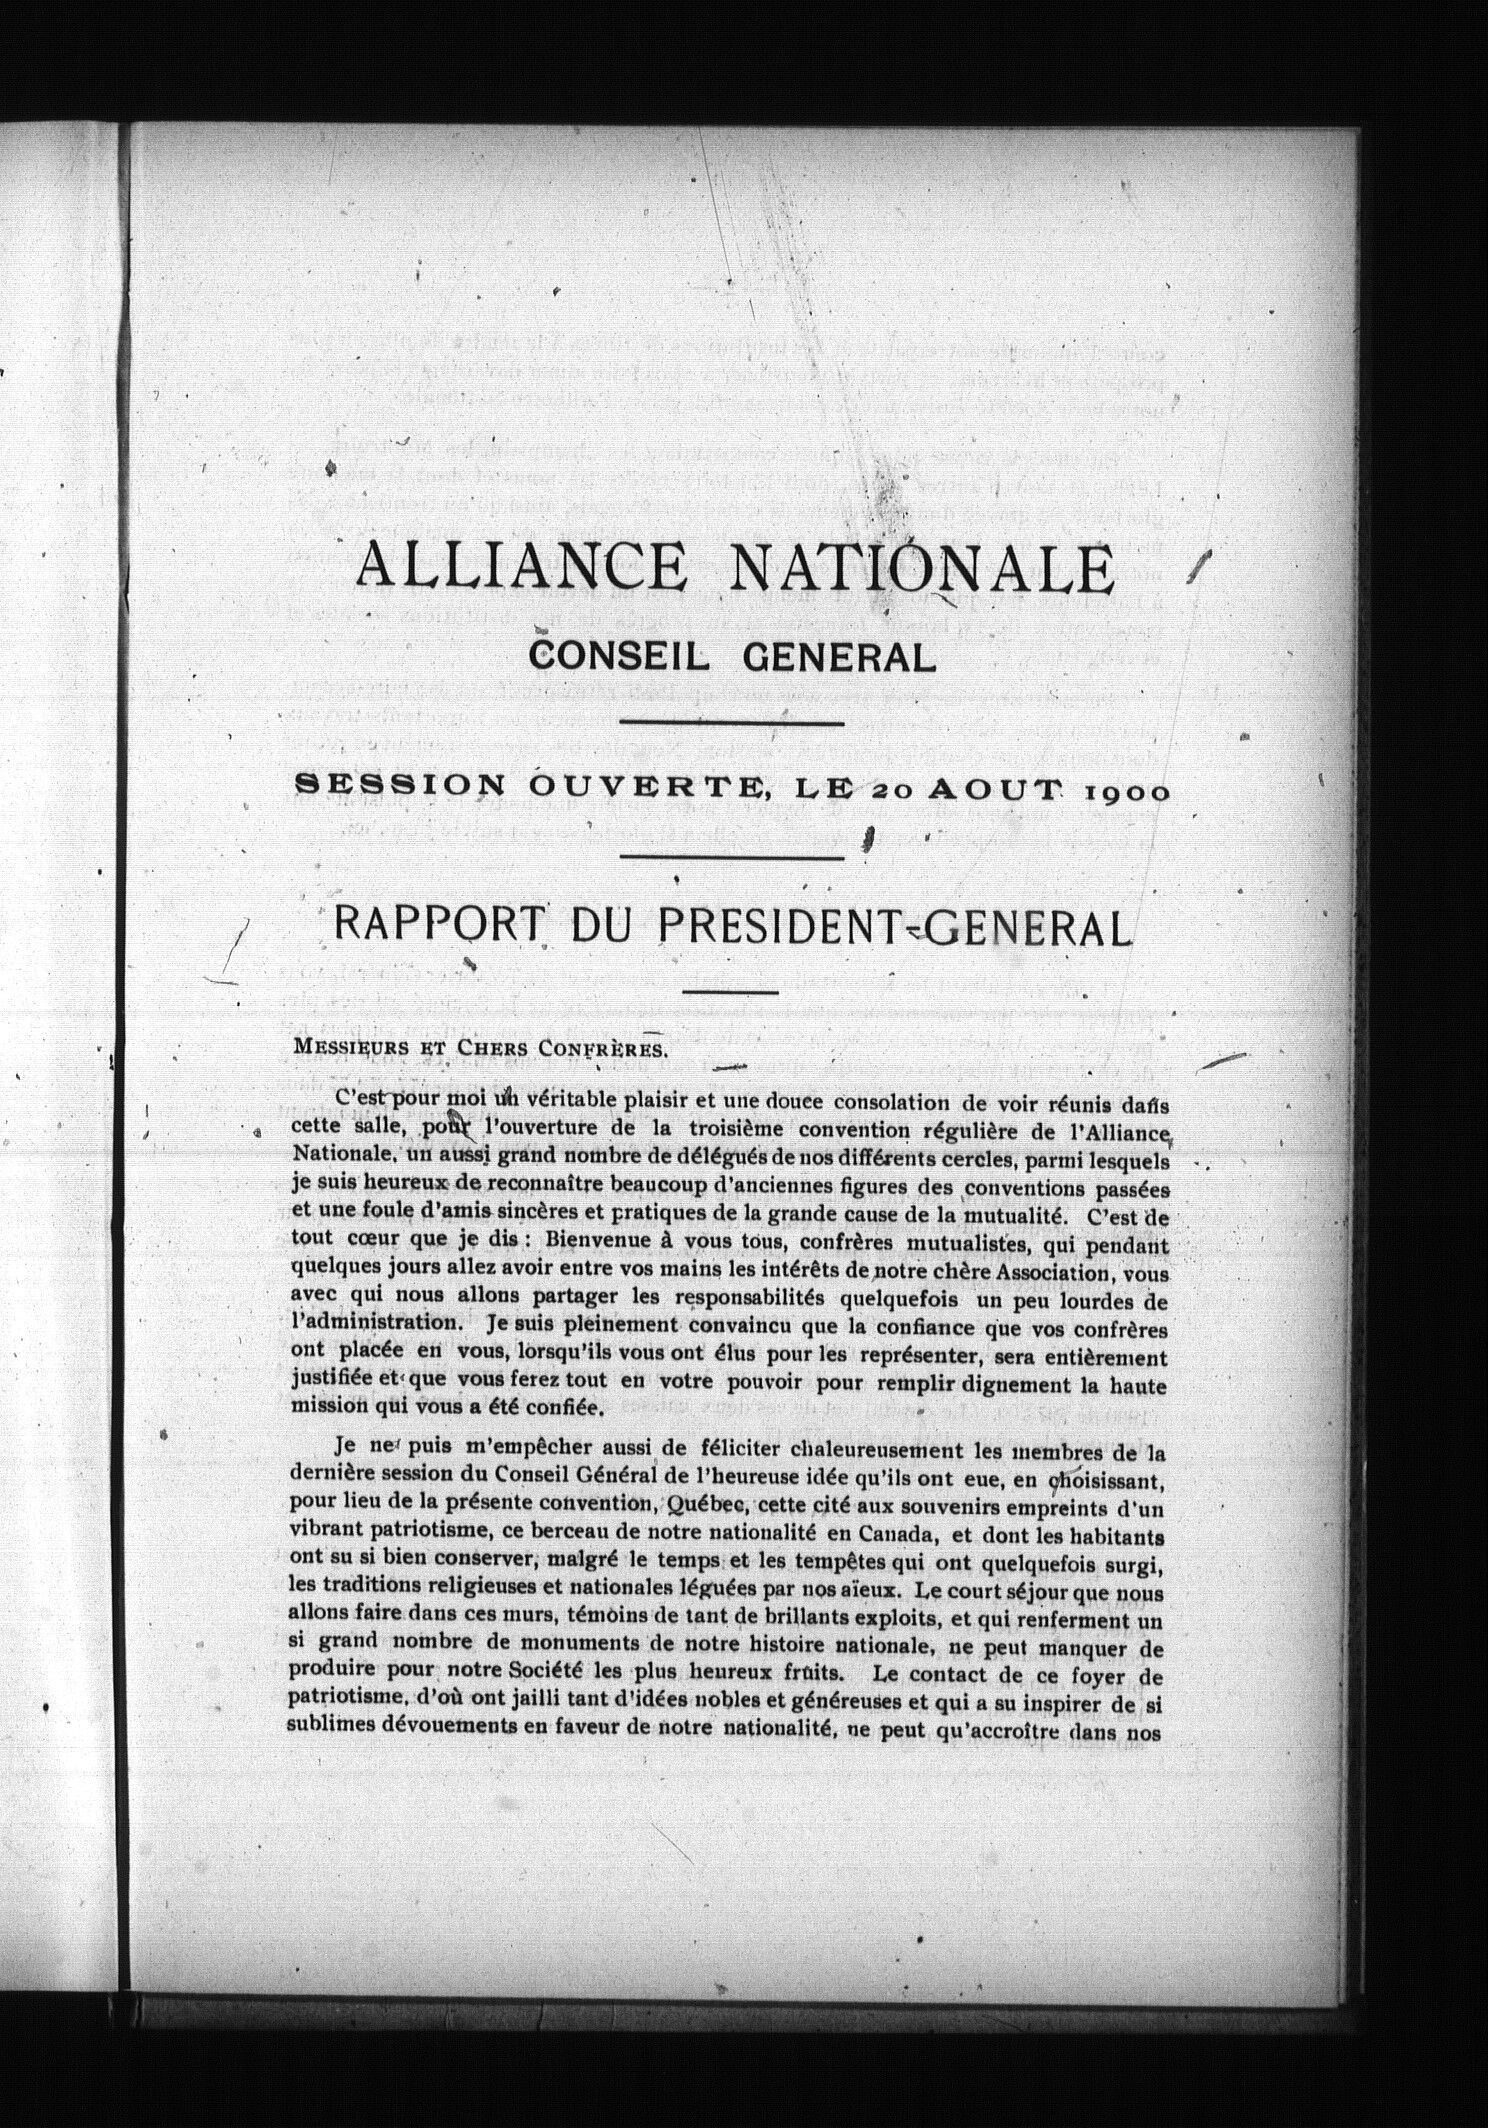 ALLIANCE NATIONALE
CONSEIL GENERAL
SESSION OUVERTE, LE 20 AOUT 1900
RAPPORT DU PRESIDENT-GENERAL
MESSIEURS ET CHERS CONFRÈRES.
C'est pour moi un véritable plaisir et une douce consolation de voir réunis dans
cette salle, pour l'ouverture de la troisième convention régulière de l'Alliance
Nationale, un aussi grand nombre de délégués de nos différents cercles, parmi lesquels
je suis heureux de reconnaître beaucoup d'anciennes figures des conventions passées
et une foule d'amis sincères et pratiques de la grande cause de la mutualité. C'est de
tout cœur que je dis : Bienvenue à vous tous, confrères mutualistes, qui pendant
quelques jours allez avoir entre vos mains les intérêts de notre chère Association, vous
avec qui nous allons partager les responsabilités quelquefois un peu lourdes de
l'administration. Je suis pleinement convaincu que la confiance que vos confrères
ont placée en vous, lorsqu'ils vous ont élus pour les représenter, sera entièrement
justifiée et que vous ferez tout en votre pouvoir pour remplir dignement la haute
mission qui vous a été confiée.
Je ne puis m'empêcher aussi de féliciter chaleureusement les membres de la
dernière session du Conseil Général de l'heureuse idée qu'ils ont eue, en choisissant,
pour lieu de la présente convention, Québec, cette cité aux souvenirs empreints d'un
vibrant patriotisme, ce berceau de notre nationalité en Canada, et dont les habitants
ont su si bien conserver, malgré le temps et les tempêtes qui ont quelquefois surgi,
les traditions religieuses et nationales léguées par nos aïeux. Le court séjour que nous
allons faire dans ces murs, témoins de tant de brillants exploits, et qui renferment un
si grand nombre de monuments de notre histoire nationale, ne peut manquer de
produire pour notre Société les plus heureux fruits. Le contact de ce foyer de
patriotisme, d'où ont jailli tant d'idées nobles et généreuses et qui a su inspirer de si
sublimes dévouements en faveur de notre nationalité, ne peut qu'accroître dans nos